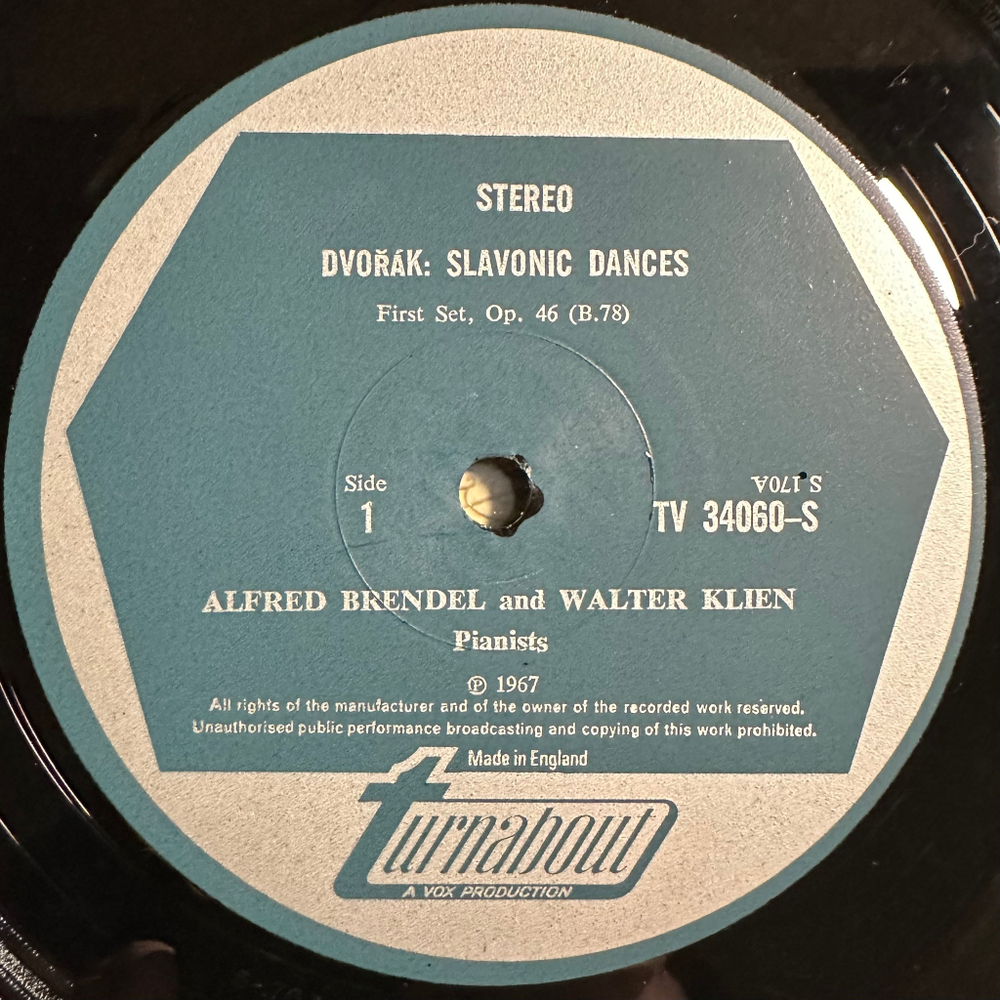 STEREO
DVOŘÁK: SLAVONIC DANCES
First Set, Op. 46 (B.78)
Side
1
S 170A
TV 34060–S
ALFRED BRENDEL and WALTER KLIEN
Pianists
℗ 1967
All rights of the manufacturer and of the owner of the recorded work reserved.
Unauthorised public performance broadcasting and copying of this work prohibited.
Made in England
turnabout
A VOX PRODUCTION